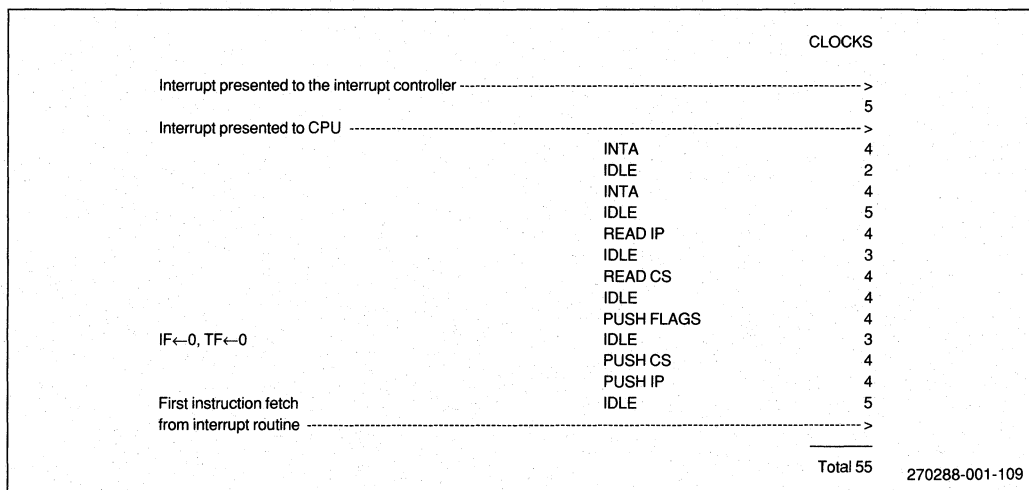 CLOCKS
Interrupt presented to the interrupt controller ------------------------------------------------------------------------ >
5
Interrupt presented to CPU ------------------------------------------------------------------------------------------ >
INTA 4
IDLE 2
INTA 4
IDLE 5
READ IP 4
IDLE 3
READ CS 4
IDLE 4
PUSH FLAGS 4
IF←0, TF←0 IDLE 3
PUSH CS 4
PUSH IP 4
First instruction fetch IDLE 5
from interrupt routine -------------------------------------------------------------------------------------------------- >
Total 55
270288-001-109